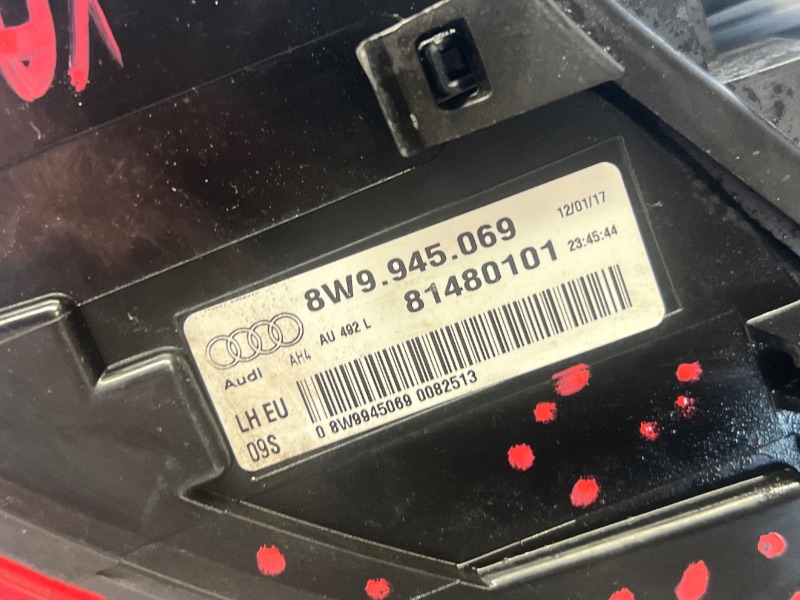 8W9.945.069
12/01/17
81480101
23:45:44
Audi
AH4
AU 492 L
LH EU
09S
0 8W9945069 0082513